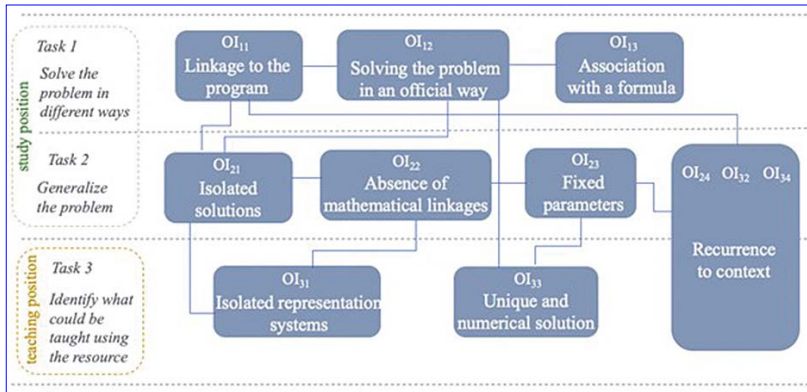 study position
Task 1
Solve the
problem in
different ways
OI₁₁
Linkage to the
program
OI₁₂
Solving the problem
in an official way
OI₁₃
Association
with a formula
Task 2
Generalize
the problem
OI₂₁
Isolated
solutions
OI₂₂
Absence of
mathematical linkages
OI₂₃
Fixed
parameters
OI₂₄ OI₃₂ OI₃₄
Recurrence
to context
teaching position
Task 3
Identify what
could be
taught using
the resource
OI₃₁
Isolated representation
systems
OI₃₃
Unique and
numerical solution